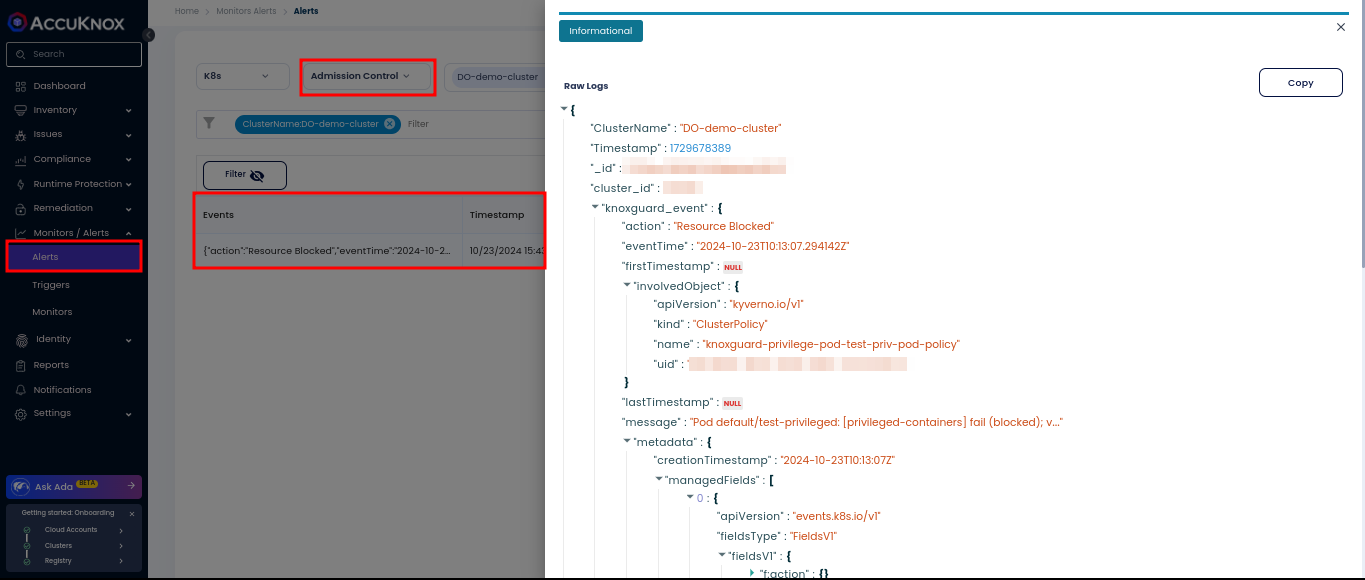 ACCUKNOX
Search
Dashboard
Inventory
Issues
Compliance
Runtime Protection
Remediation
Monitors / Alerts
Alerts
Triggers
Monitors
Identity
Reports
Notifications
Settings
Ask Ada BETA
Getting started: Onboarding
Cloud Accounts
Clusters
Registry
Home > Monitors Alerts > Alerts
K8s
Admission Control
DO-demo-cluster
ClusterName:DO-demo-cluster
Filter
Filter
Events Timestamp
{"action":"Resource Blocked","eventTime":"2024-10-2... 10/23/2024 15:43
Informational
Raw Logs
Copy
{
"ClusterName" : "DO-demo-cluster"
"Timestamp" : 1729678389
"_id" :
"cluster_id" :
"knoxguard_event" : {
"action" : "Resource Blocked"
"eventTime" : "2024-10-23T10:13:07.294142Z"
"firstTimestamp" : NULL
"involvedObject" : {
"apiVersion" : "kyverno.io/v1"
"kind" : "ClusterPolicy"
"name" : "knoxguard-privilege-pod-test-priv-pod-policy"
"uid" : "
}
"lastTimestamp" : NULL
"message" : "Pod default/test-privileged: [privileged-containers] fail (blocked); v..."
"metadata" : {
"creationTimestamp" : "2024-10-23T10:13:07Z"
"managedFields" : [
0 : {
"apiVersion" : "events.k8s.io/v1"
"fieldsType" : "FieldsV1"
"fieldsV1" : {
"f:action" : {}